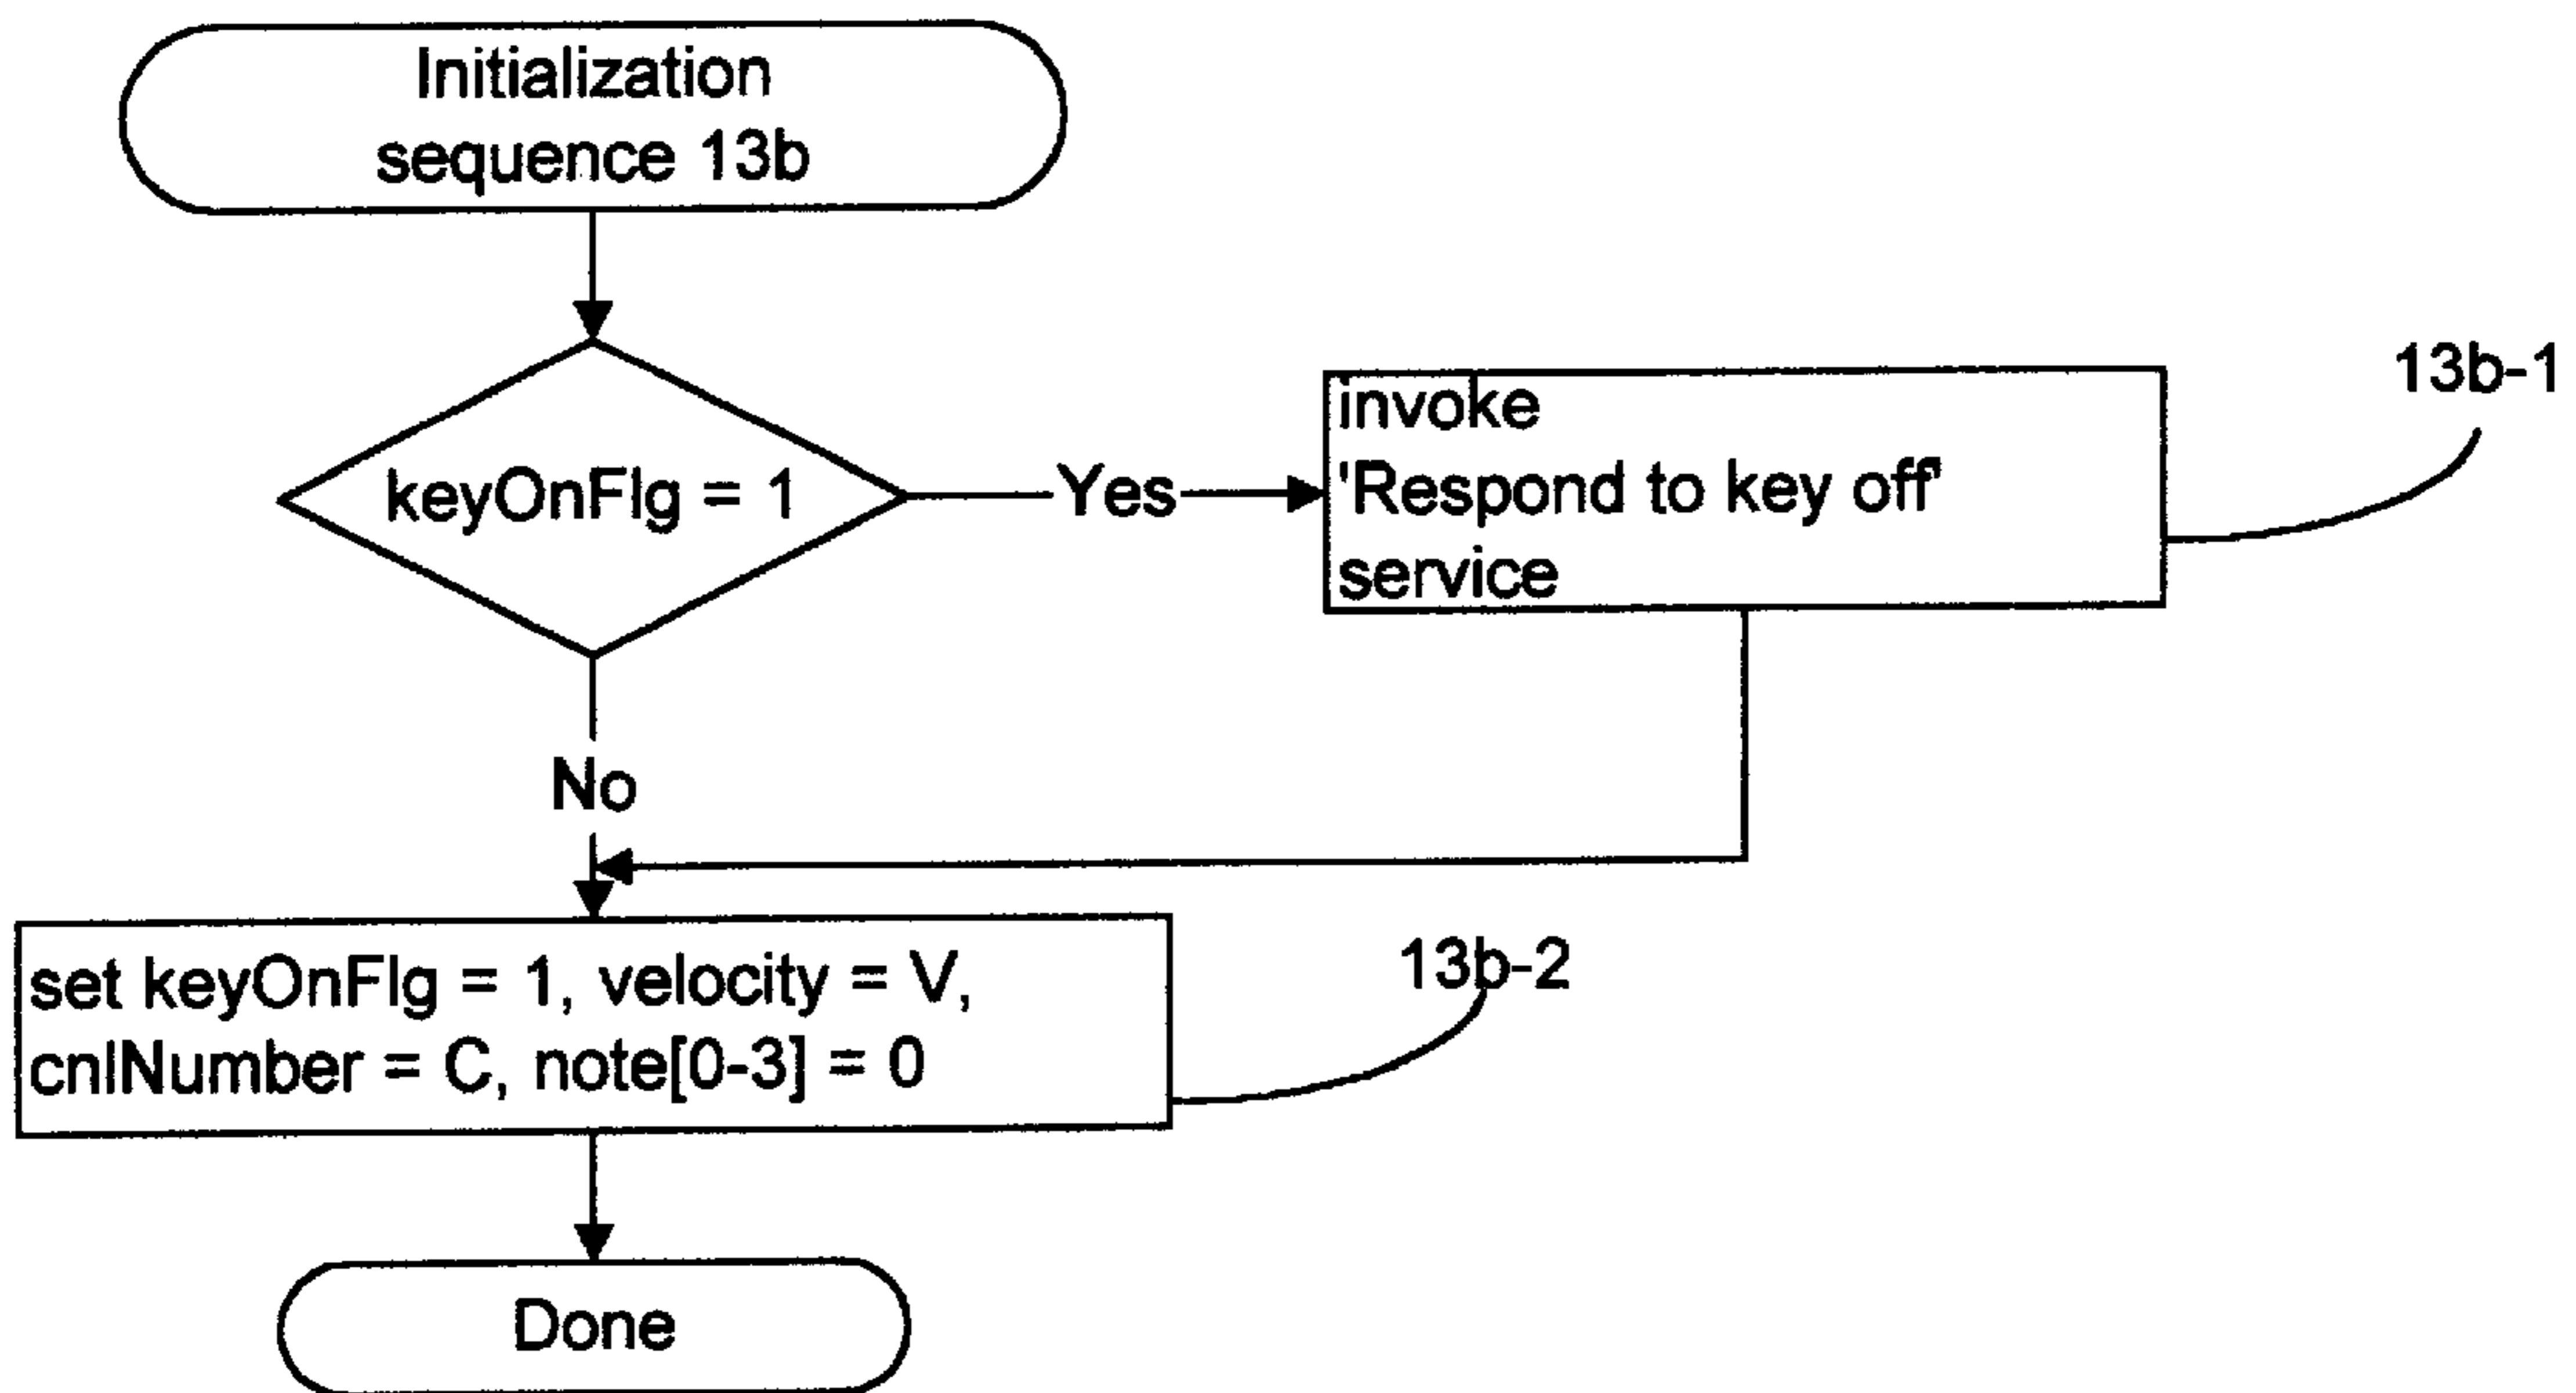 Initialization
sequence 13b
keyOnFlg = 1
Yes
invoke
'Respond to key off'
service
13b-1
No
set keyOnFlg = 1, velocity = V,
cnlNumber = C, note[0-3] = 0
13b-2
Done